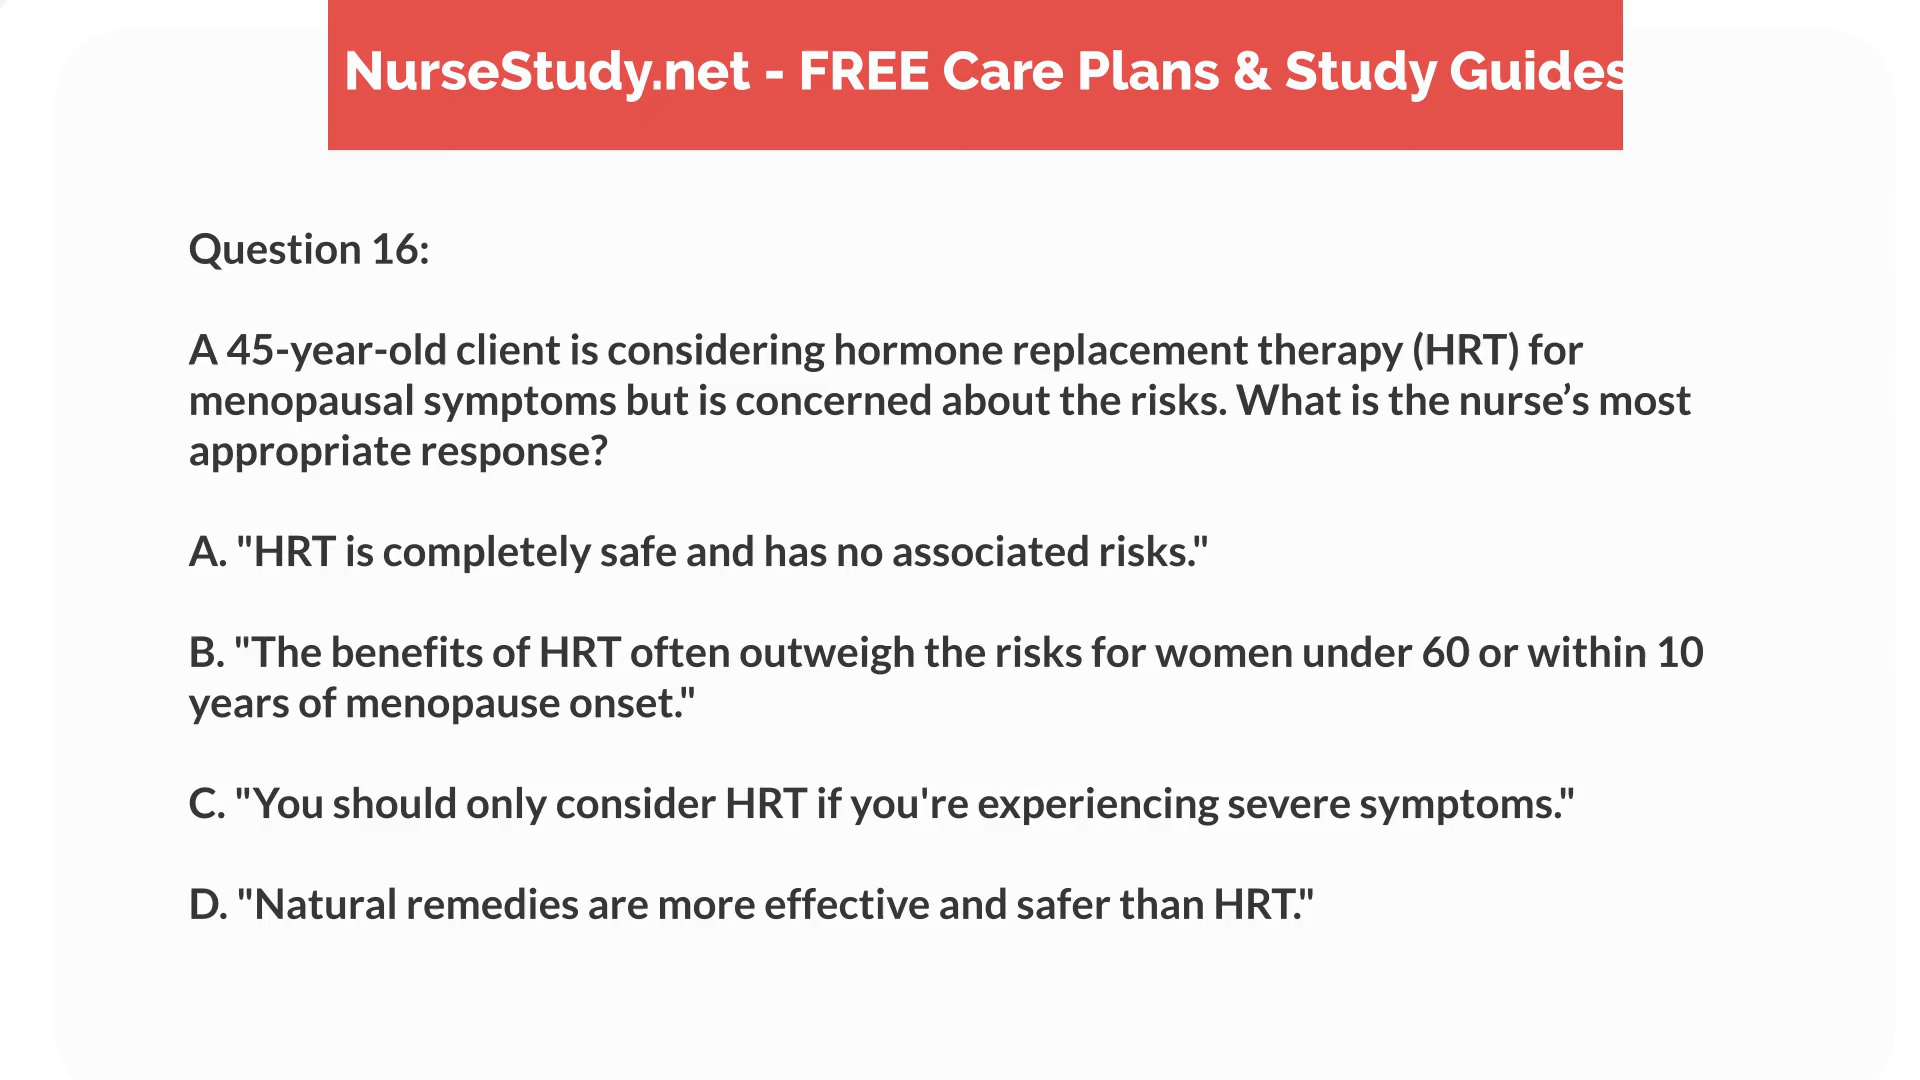 NurseStudy.net - FREE Care Plans & Study Guides
Question 16:
A 45-year-old client is considering hormone replacement therapy (HRT) for
menopausal symptoms but is concerned about the risks. What is the nurse’s most
appropriate response?
A. "HRT is completely safe and has no associated risks."
B. "The benefits of HRT often outweigh the risks for women under 60 or within 10
years of menopause onset."
C. "You should only consider HRT if you're experiencing severe symptoms."
D. "Natural remedies are more effective and safer than HRT."